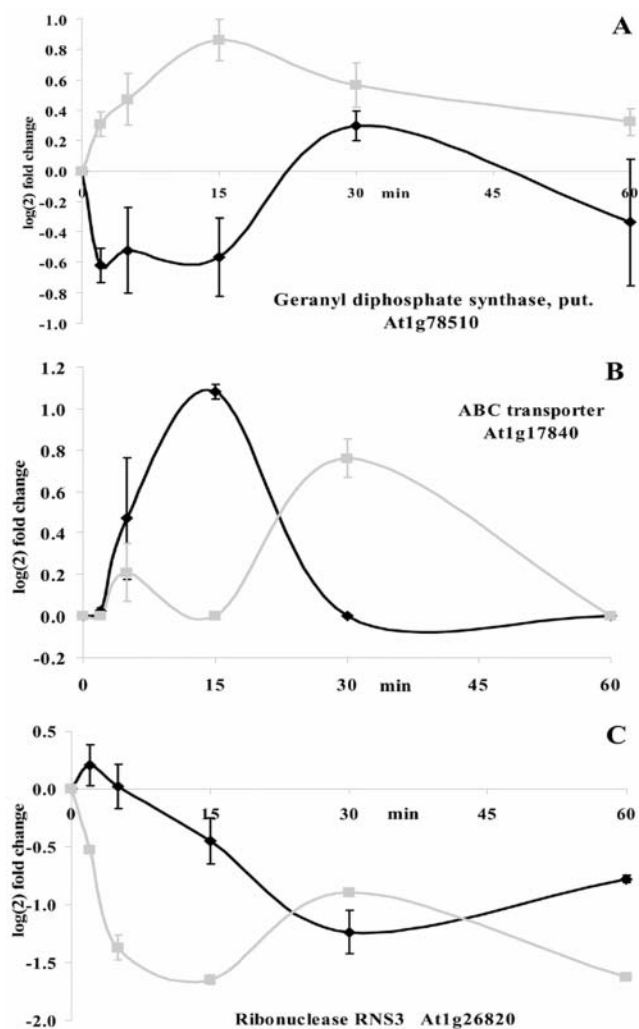 A
1.0
0.8
0.6
0.4
0.2
0.0
-0.2
-0.4
-0.6
-0.8
-1.0
log(2) fold change
0 15 min 30 45 60
Geranyl diphosphate synthase, put.
At1g78510
B
1.2
1.0
0.8
0.6
0.4
0.2
0.0
-0.2
log(2) fold change
ABC transporter
At1g17840
0 15 30 min 45 60
C
0.5
0.0
-0.5
-1.0
-1.5
-2.0
log(2) fold change
0 15 30 min 45 60
Ribonuclease RNS3 At1g26820